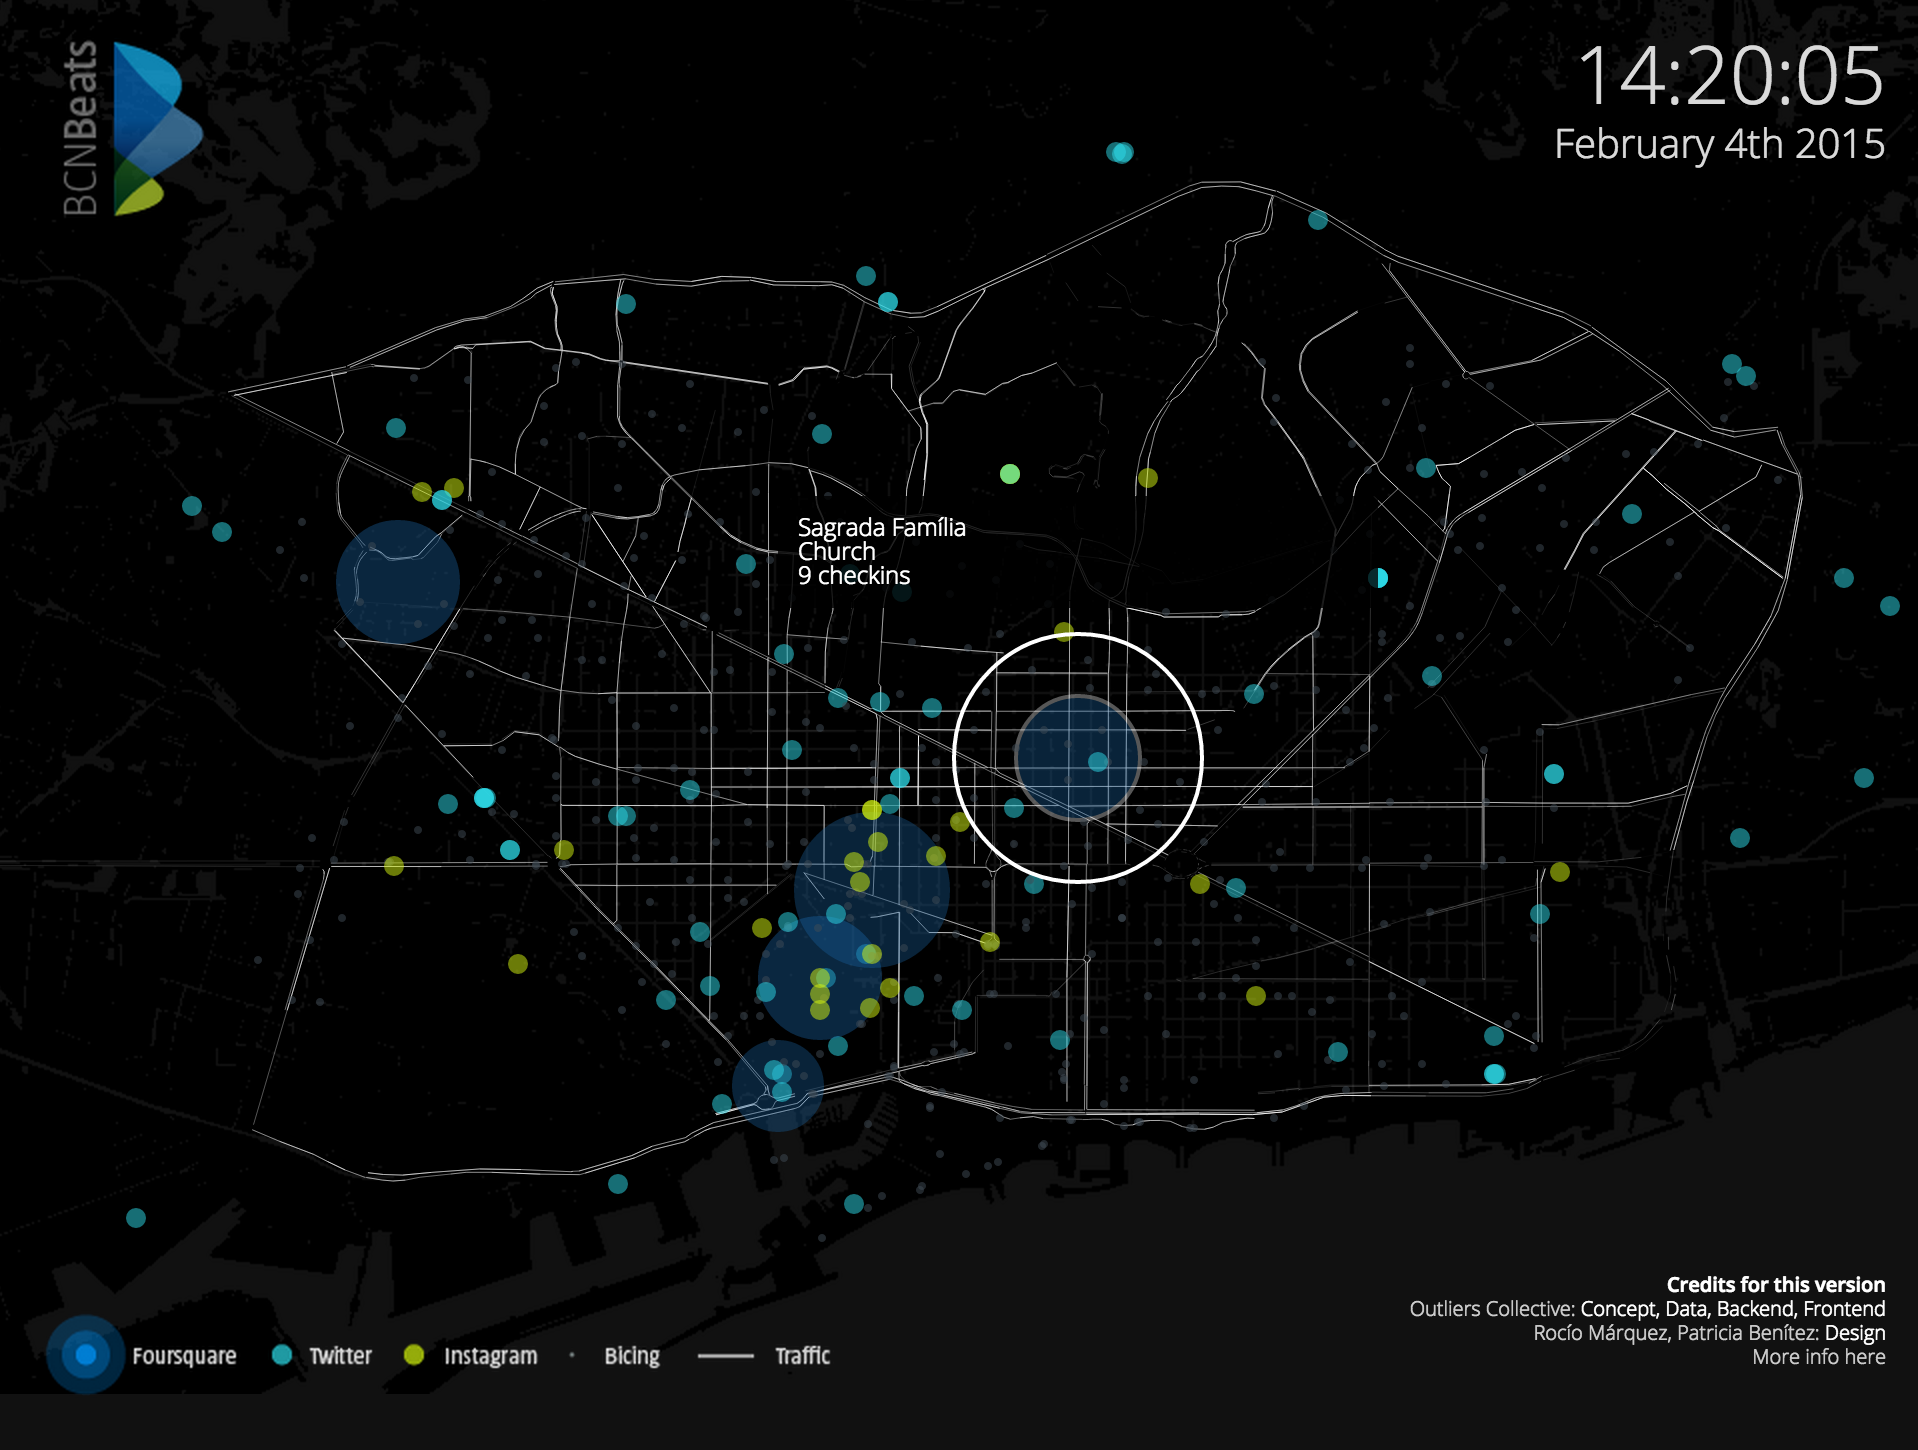 BCNBeats
14:20:05
February 4th 2015
Sagrada Família
Church
9 checkins
Credits for this version
Outliers Collective: Concept, Data, Backend, Frontend
Rocío Márquez, Patricia Benítez: Design
More info here
Foursquare Twitter Instagram Bicing Traffic